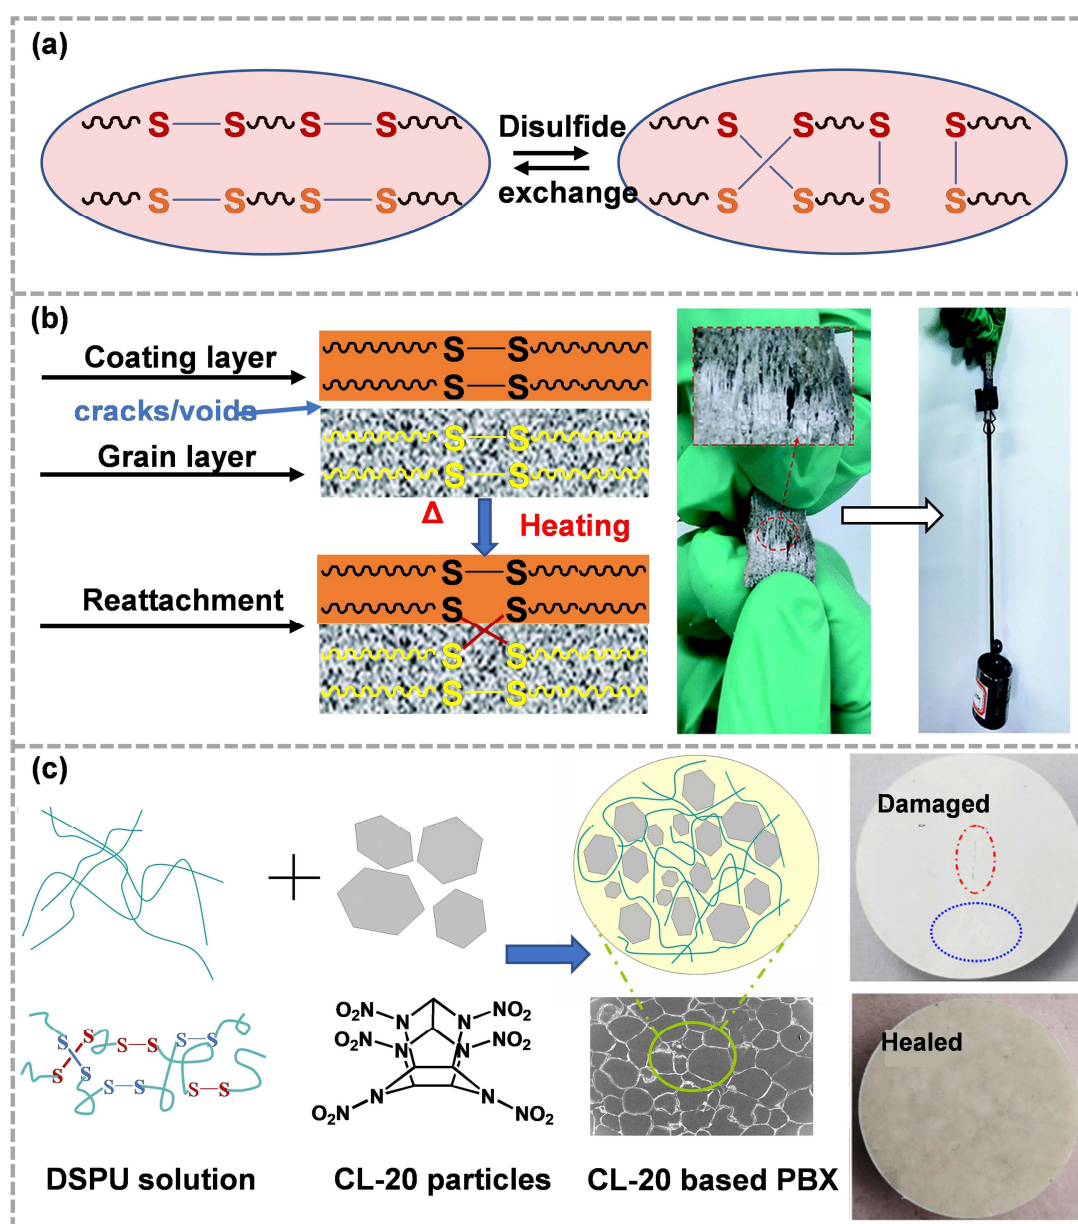 (a)
S S S S
Disulfide
exchange
S S S S
S S S S
S S S S
(b)
Coating layer
cracks/voids
Grain layer
S S
S S
S S
S S
Δ
Heating
Reattachment
S S
S S
S S
S S
(c)
Damaged
S S S S S S
S S S S S S
O₂N
N
N
NO₂
O₂N
N
N
NO₂
O₂N
N
N
NO₂
Healed
DSPU solution
CL-20 particles
CL-20 based PBX